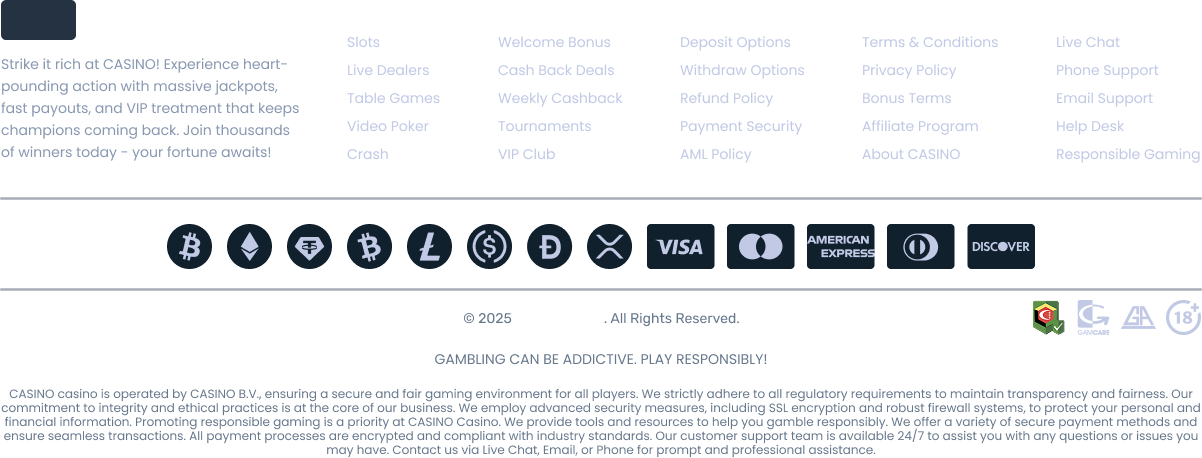 Strike it rich at CASINO! Experience heart-
pounding action with massive jackpots,
fast payouts, and VIP treatment that keeps
champions coming back. Join thousands
of winners today - your fortune awaits!
Slots
Live Dealers
Table Games
Video Poker
Crash
Welcome Bonus
Cash Back Deals
Weekly Cashback
Tournaments
VIP Club
Deposit Options
Withdraw Options
Refund Policy
Payment Security
AML Policy
Terms & Conditions
Privacy Policy
Bonus Terms
Affiliate Program
About CASINO
Live Chat
Phone Support
Email Support
Help Desk
Responsible Gaming
VISA
AMERICAN
EXPRESS
DISCOVER
© 2025 . All Rights Reserved.
GAMCARE
GA
18+
GAMBLING CAN BE ADDICTIVE. PLAY RESPONSIBLY!
CASINO casino is operated by CASINO B.V., ensuring a secure and fair gaming environment for all players. We strictly adhere to all regulatory requirements to maintain transparency and fairness. Our
commitment to integrity and ethical practices is at the core of our business. We employ advanced security measures, including SSL encryption and robust firewall systems, to protect your personal and
financial information. Promoting responsible gaming is a priority at CASINO Casino. We provide tools and resources to help you gamble responsibly. We offer a variety of secure payment methods and
ensure seamless transactions. All payment processes are encrypted and compliant with industry standards. Our customer support team is available 24/7 to assist you with any questions or issues you
may have. Contact us via Live Chat, Email, or Phone for prompt and professional assistance.